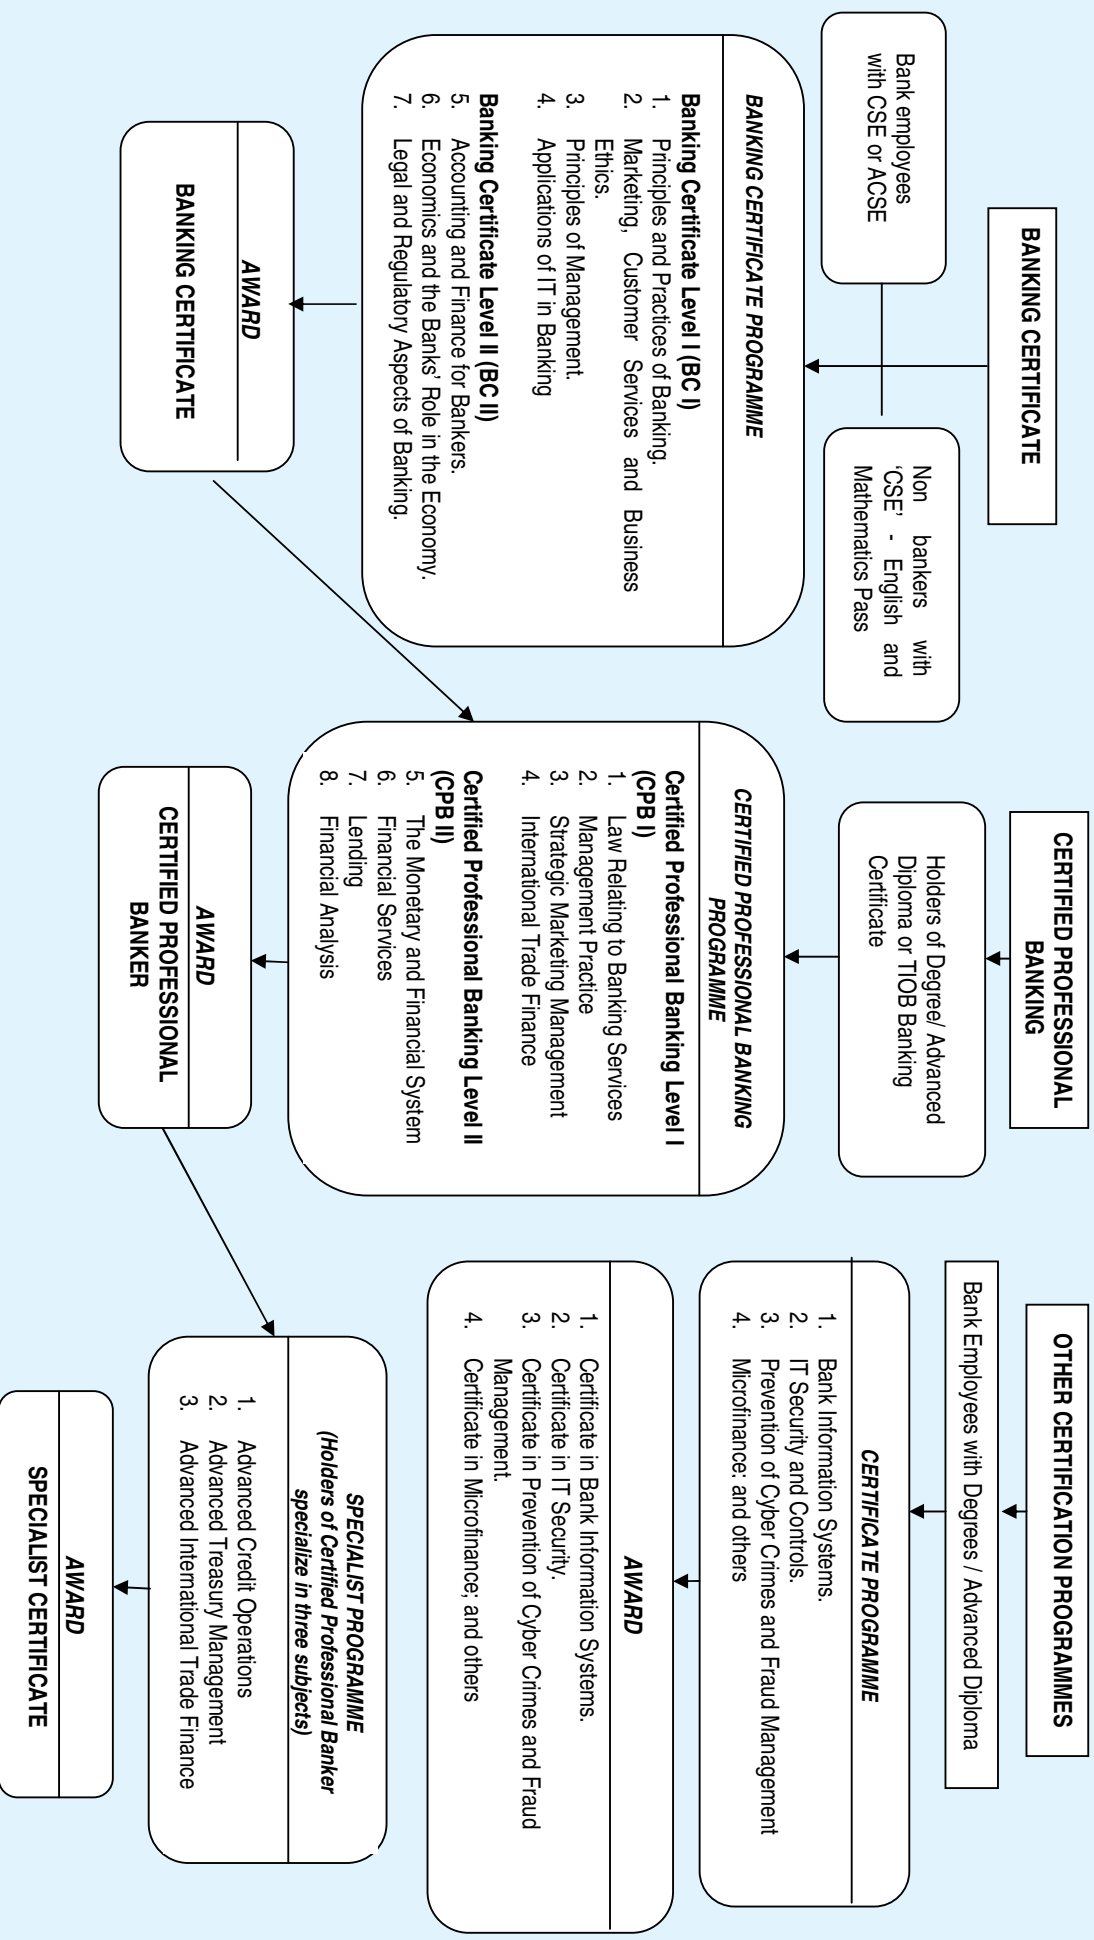 BANKING CERTIFICATE
Bank employees
with CSE or ACSE
Non bankers with
‘CSE’ - English and
Mathematics Pass
BANKING CERTIFICATE PROGRAMME
Banking Certificate Level I (BC I)
1. Principles and Practices of Banking.
2. Marketing, Customer Services and Business
Ethics.
3. Principles of Management.
4. Applications of IT in Banking
Banking Certificate Level II (BC II)
5. Accounting and Finance for Bankers.
6. Economics and the Banks’ Role in the Economy.
7. Legal and Regulatory Aspects of Banking.
AWARD
BANKING CERTIFICATE
CERTIFIED PROFESSIONAL
BANKING
Holders of Degree/ Advanced
Diploma or TIOB Banking
Certificate
CERTIFIED PROFESSIONAL BANKING
PROGRAMME
Certified Professional Banking Level I
(CPB I)
1. Law Relating to Banking Services
2. Management Practice
3. Strategic Marketing Management
4. International Trade Finance
Certified Professional Banking Level II
(CPB II)
5. The Monetary and Financial System
6. Financial Services
7. Lending
8. Financial Analysis
AWARD
CERTIFIED PROFESSIONAL
BANKER
OTHER CERTIFICATION PROGRAMMES
Bank Employees with Degrees / Advanced Diploma
CERTIFICATE PROGRAMME
1. Bank Information Systems.
2. IT Security and Controls.
3. Prevention of Cyber Crimes and Fraud Management
4. Microfinance: and others
AWARD
1. Certificate in Bank Information Systems.
2. Certificate in IT Security.
3. Certificate in Prevention of Cyber Crimes and Fraud
Management.
4. Certificate in Microfinance; and others
SPECIALIST PROGRAMME
(Holders of Certified Professional Banker
specialize in three subjects)
1. Advanced Credit Operations
2. Advanced Treasury Management
3. Advanced International Trade Finance
AWARD
SPECIALIST CERTIFICATE